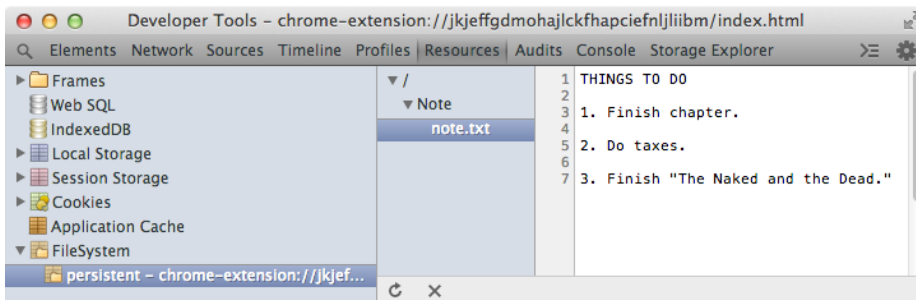 Developer Tools – chrome-extension://jkjeffgdmohajlckfhapciefnljliibm/index.html
Elements Network Sources Timeline Profiles Resources Audits Console Storage Explorer
Frames
Web SQL
IndexedDB
Local Storage
Session Storage
Cookies
Application Cache
FileSystem
persistent – chrome-extension://jkjef...
/
Note
note.txt
1 THINGS TO DO
2
3 1. Finish chapter.
4
5 2. Do taxes.
6
7 3. Finish "The Naked and the Dead."